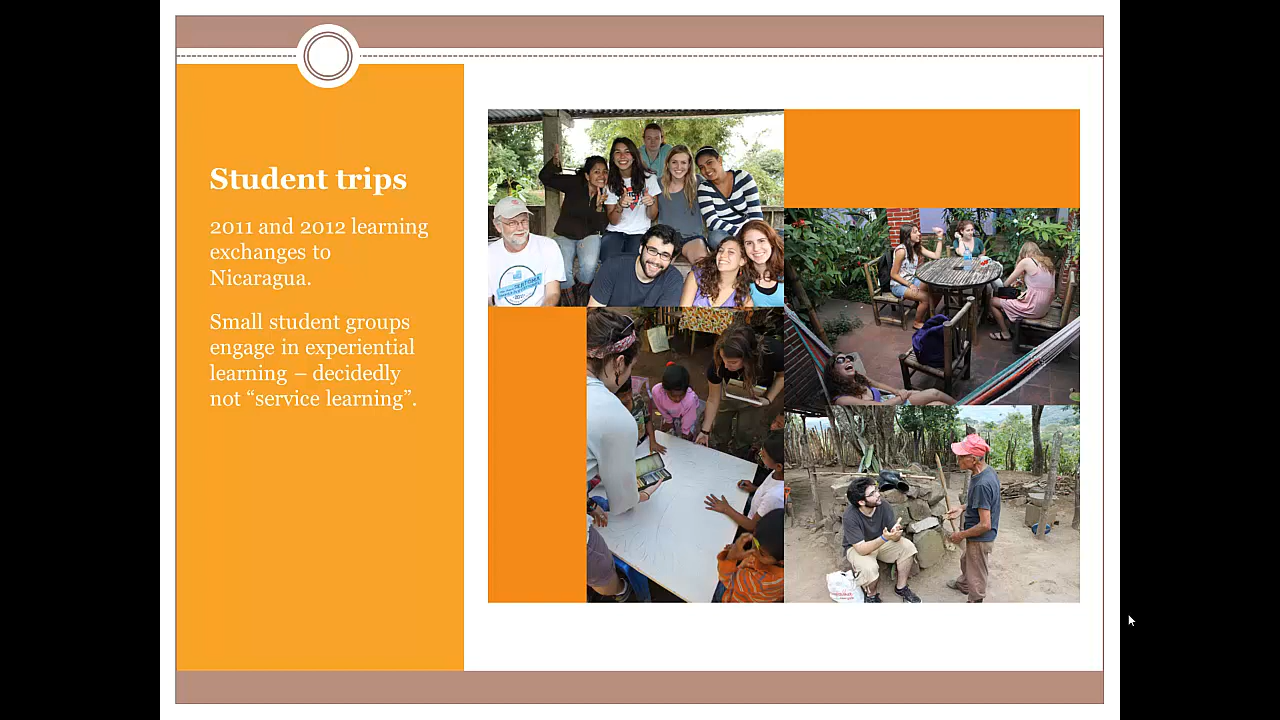 Student trips
2011 and 2012 learning
exchanges to
Nicaragua.
Small student groups
engage in experiential
learning – decidedly
not “service learning”.